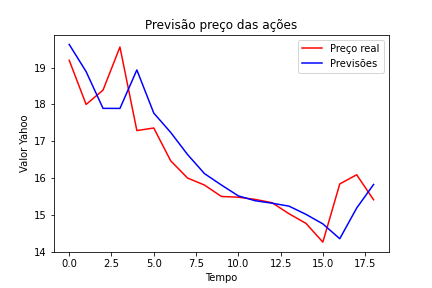 Previsão preço das ações
Preço real
Previsões
Valor Yahoo
19
18
17
16
15
14
0.0 2.5 5.0 7.5 10.0 12.5 15.0 17.5
Tempo